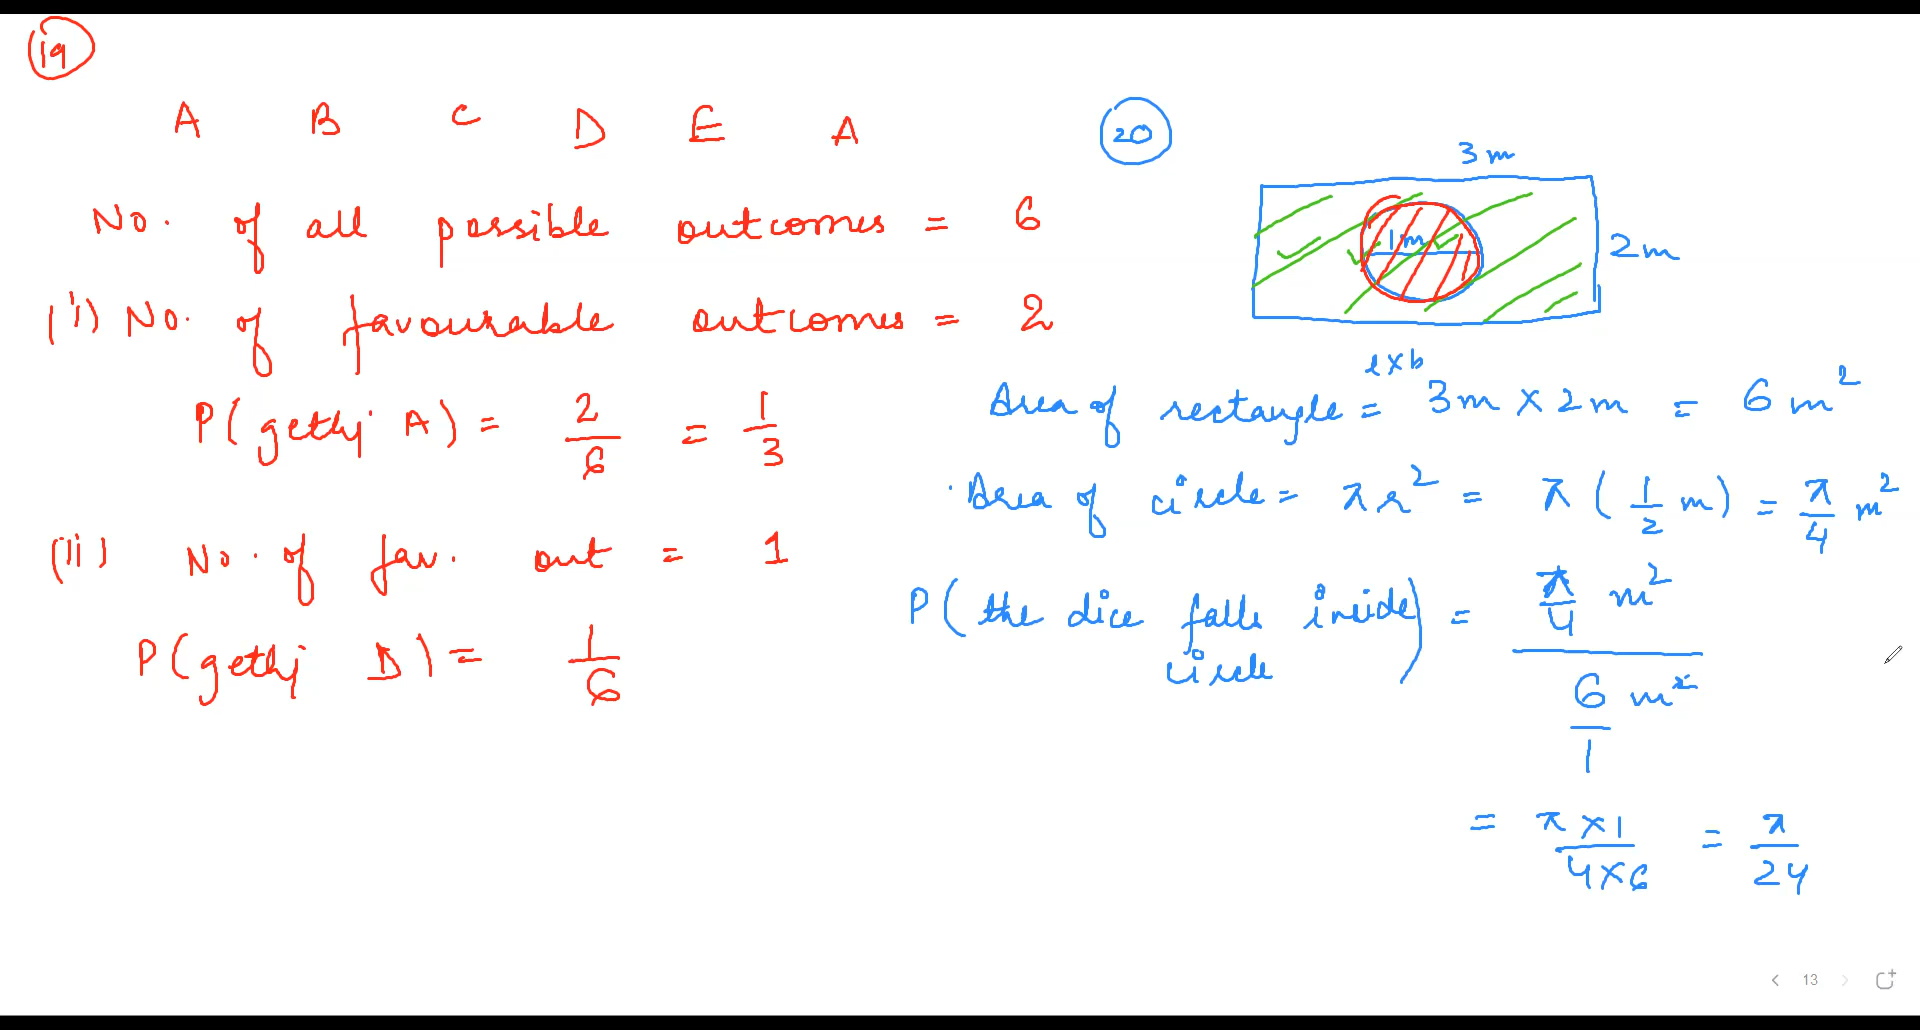 19
A B C D E A
No. of all possible outcomes = 6
(i) No. of favourable outcomes = 2
P(getting A) = 2/6 = 1/3
(ii) No. of fav. out = 1
P(getting D) = 1/6
20
3 m
1 m
2 m
l×b
Area of rectangle = 3m × 2m = 6 m²
Area of circle = πr² = π(1/2 m) = π/4 m²
P(the dice falls inside circle) = π/4 m² / 6/1 m²
= π×1/4×6 = π/24
13